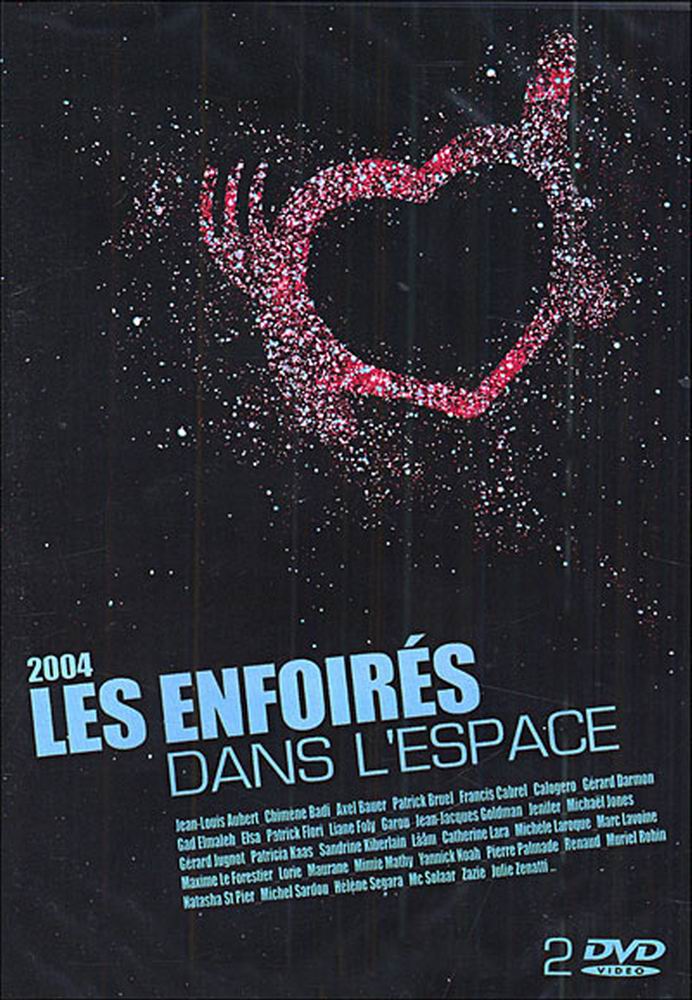 2004
LES ENFOIRÉS
DANS L'ESPACE
Jean-Louis Aubert Chimène Badi Axel Bauer Patrick Bruel Francis Cabrel Calogero Gérard Darmon
Gad Elmaleh Elsa Patrick Fiori Liane Foly Garou Jean-Jacques Goldman Jenifer Michaël Jones
Gérard Jugnot Patricia Kaas Sandrine Kiberlain Lââm Catherine Lara Michèle Laroque Marc Lavoine
Maxime Le Forestier Lorie Maurane Mimie Mathy Yannick Noah Pierre Palmade Renaud Muriel Robin
Natasha St Pier Michel Sardou Hélène Segara Mc Solaar Zazie Julie Zenatti ...
2 DVD
VIDEO